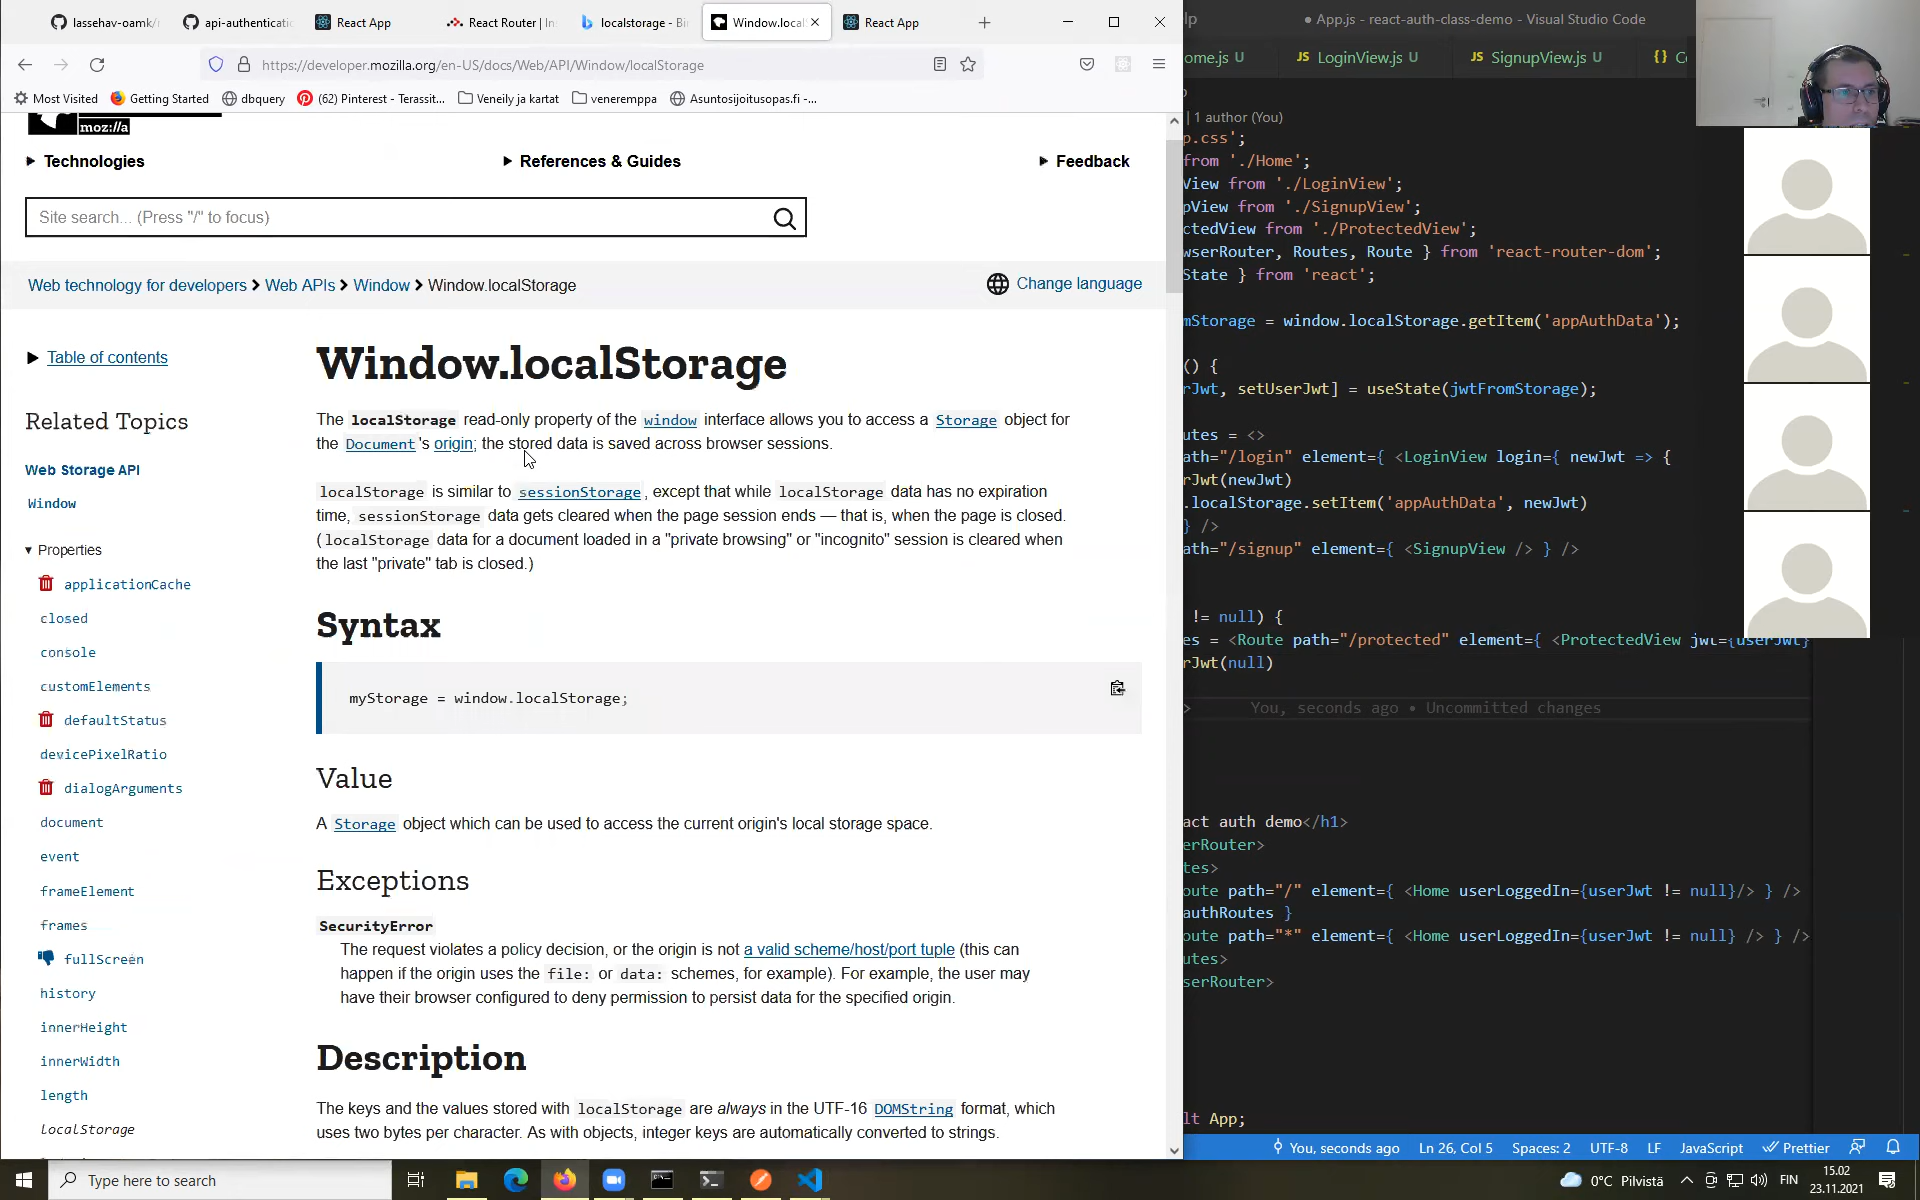 lassehav-oamk/r
api-authenticatic
React App
React Router | In
localstorage - Bi
Window.local
React App
https://developer.mozilla.org/en-US/docs/Web/API/Window/localStorage
Most Visited
Getting Started
dbquery
(62) Pinterest - Terassit...
Veneily ja kartat
veneremppa
Asuntosijoitusopas.fi -...
moz://a
Technologies
References & Guides
Feedback
Site search... (Press "/" to focus)
Web technology for developers > Web APIs > Window > Window.localStorage
Change language
Table of contents
Related Topics
Web Storage API
Window
Properties
applicationCache
closed
console
customElements
defaultStatus
devicePixelRatio
dialogArguments
document
event
frameElement
frames
fullScreen
history
innerHeight
innerWidth
length
localStorage
Window.localStorage
The localStorage read-only property of the window interface allows you to access a Storage object for
the Document's origin; the stored data is saved across browser sessions.
localStorage is similar to sessionStorage, except that while localStorage data has no expiration
time, sessionStorage data gets cleared when the page session ends — that is, when the page is closed.
(localStorage data for a document loaded in a "private browsing" or "incognito" session is cleared when
the last "private" tab is closed.)
Syntax
myStorage = window.localStorage;
Value
A Storage object which can be used to access the current origin's local storage space.
Exceptions
SecurityError
The request violates a policy decision, or the origin is not a valid scheme/host/port tuple (this can
happen if the origin uses the file: or data: schemes, for example). For example, the user may
have their browser configured to deny permission to persist data for the specified origin.
Description
The keys and the values stored with localStorage are always in the UTF-16 DOMString format, which
uses two bytes per character. As with objects, integer keys are automatically converted to strings.
lp
● App.js - react-auth-class-demo - Visual Studio Code
ome.js U
JS LoginView.js U
JS SignupView.js U
{} C
| 1 author (You)
p.css';
from './Home';
View from './LoginView';
pView from './SignupView';
ctedView from './ProtectedView';
wserRouter, Routes, Route } from 'react-router-dom';
State } from 'react';
mStorage = window.localStorage.getItem('appAuthData');
() {
rJwt, setUserJwt] = useState(jwtFromStorage);
utes = <>
ath="/login" element={ <LoginView login={ newJwt => {
rJwt(newJwt)
.localStorage.setItem('appAuthData', newJwt)
} />
ath="/signup" element={ <SignupView /> } />
!= null) {
es = <Route path="/protected" element={ <ProtectedView jwt={userJwt}
rJwt(null)
>
You, seconds ago • Uncommitted changes
act auth demo</h1>
erRouter>
tes>
oute path="/" element={ <Home userLoggedIn={userJwt != null}/> } />
authRoutes }
oute path="*" element={ <Home userLoggedIn={userJwt != null} /> } />
utes>
serRouter>
lt App;
You, seconds ago
Ln 26, Col 5
Spaces: 2
UTF-8
LF
JavaScript
Prettier
Type here to search
0°C Pilvistä
FIN
15.02
23.11.2021